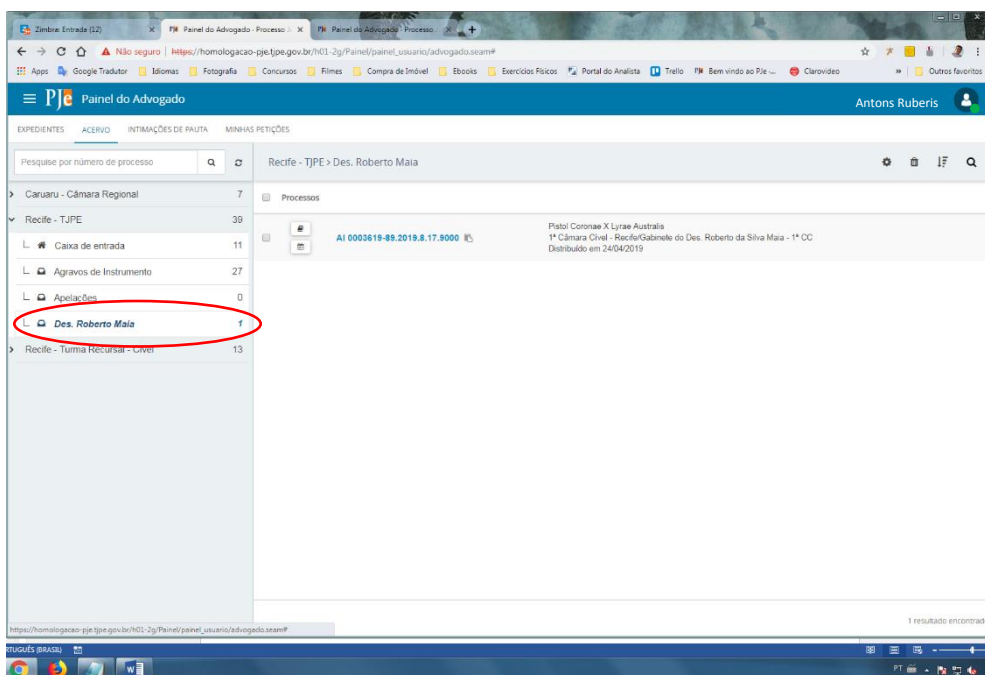 Zimbra: Entrada (12)
Painel do Advogado - Processo
Painel do Advogado - Processo
Não seguro | https://homologacao-pje.tjpe.gov.br/h01-2g/Painel/painel_usuario/advogado.seam#
Apps Google Tradutor Idiomas Fotografia Concursos Filmes Compra de Imóvel Ebooks Exercícios Físicos Portal do Analista Trello Bem vindo ao PJe - Clarovideo » Outros favoritos
PJe Painel do Advogado Antons Ruberis
EXPEDIENTES ACERVO INTIMAÇÕES DE PAUTA MINHAS PETIÇÕES
Pesquise por número de processo
Recife - TJPE > Des. Roberto Maia
Caruaru - Câmara Regional 7
Processos
Recife - TJPE 39
Caixa de entrada 11
AI 0003619-89.2019.8.17.9000
Pistol Coronae X Lyrae Australis
1ª Câmara Cível - Recife/Gabinete do Des. Roberto da Silva Maia - 1ª CC
Distribuído em 24/04/2019
Agravos de Instrumento 27
Apelações 0
Des. Roberto Maia 1
Recife - Turma Recursal - Cível 13
1 resultado encontrad
https://homologacao-pje.tjpe.gov.br/h01-2g/Painel/painel_usuario/advogado.seam#
RTUGUÊS (BRASIL)
PT